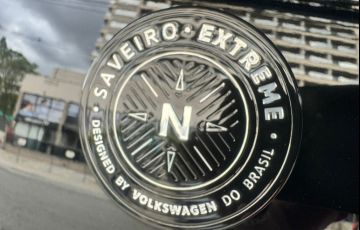 • SAVEIRO • EXTREME •
N
DESIGNED BY VOLKSWAGEN DO BRASIL